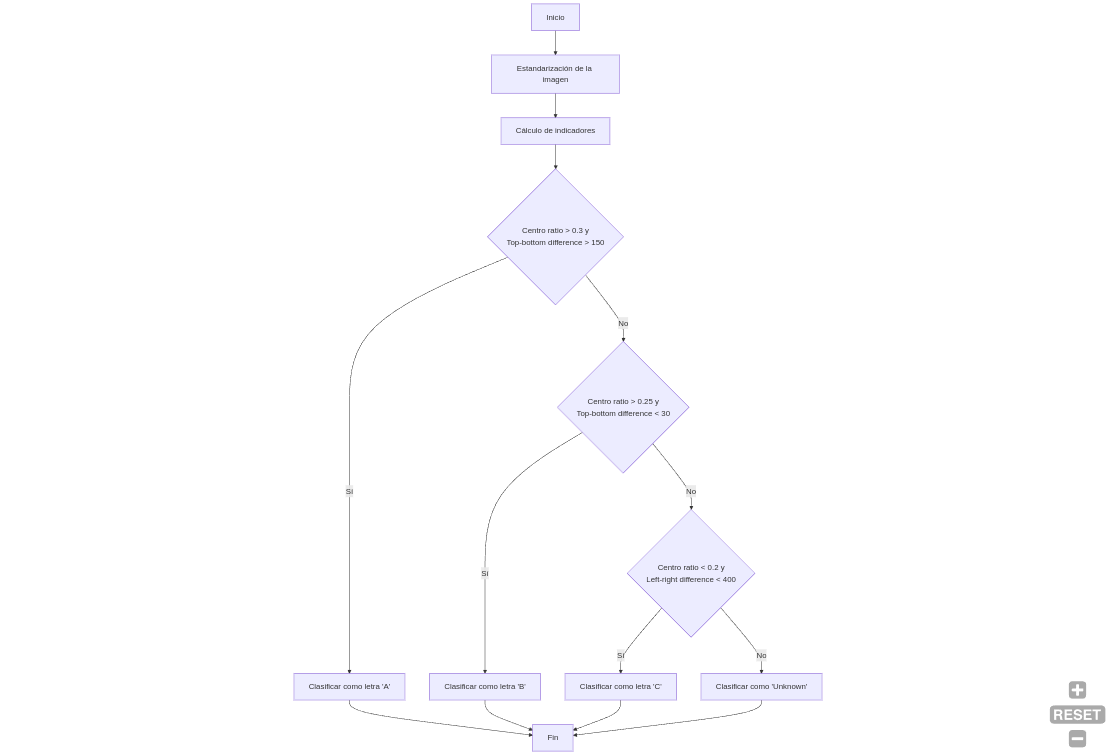 Inicio
Estandarización de la
imagen
Cálculo de indicadores
Centro ratio > 0.3 y
Top-bottom difference > 150
No
Centro ratio > 0.25 y
Top-bottom difference < 30
Sí
No
Centro ratio < 0.2 y
Left-right difference < 400
Sí
Sí
No
Clasificar como letra 'A'
Clasificar como letra 'B'
Clasificar como letra 'C'
Clasificar como 'Unknown'
RESET
Fin